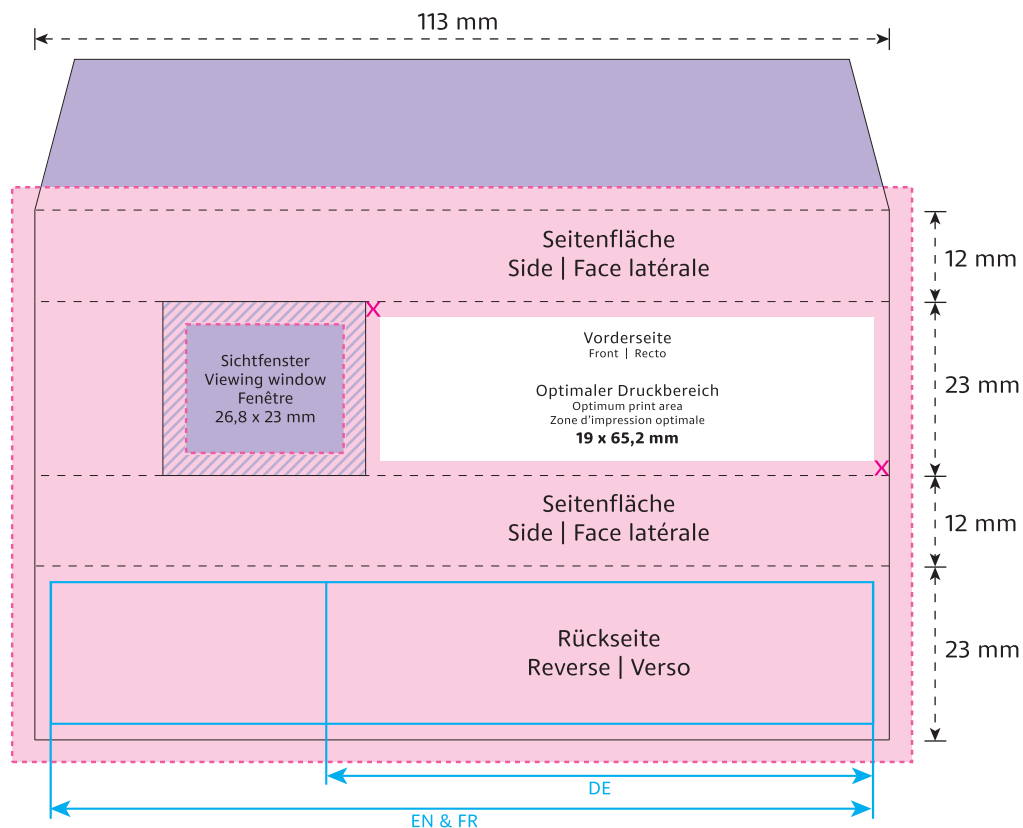 113 mm
Seitenfläche
Side | Face latérale
12 mm
X
Sichtfenster
Viewing window
Fenêtre
26,8 x 23 mm
Vorderseite
Front | Recto
Optimaler Druckbereich
Optimum print area
Zone d'impression optimale
19 x 65,2 mm
23 mm
X
Seitenfläche
Side | Face latérale
12 mm
Rückseite
Reverse | Verso
23 mm
DE
EN & FR